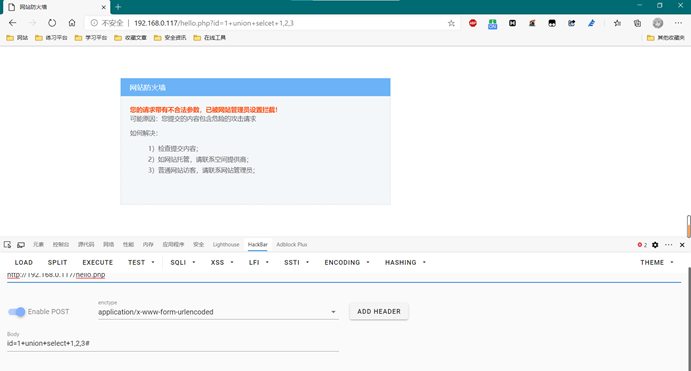 网站防火墙
不安全 | 192.168.0.117/hello.php?id=1+union+selcet+1,2,3
网站 练习平台 学习平台 收藏文章 安全资讯 在线工具 其他收藏夹
网站防火墙
您的请求带有不合法参数，已被网站管理员设置拦截！
可能原因：您提交的内容包含危险的攻击请求
如何解决：
1）检查提交内容；
2）如网站托管，请联系空间提供商；
3）普通网站访客，请联系网站管理员；
元素 控制台 源代码 网络 性能 内存 应用程序 安全 Lighthouse HackBar Adblock Plus 2
LOAD SPLIT EXECUTE TEST SQLI XSS LFI SSTI ENCODING HASHING THEME
http://192.168.0.117/hello.php
enctype
Enable POST application/x-www-form-urlencoded ADD HEADER
Body
id=1+union+select+1,2,3#